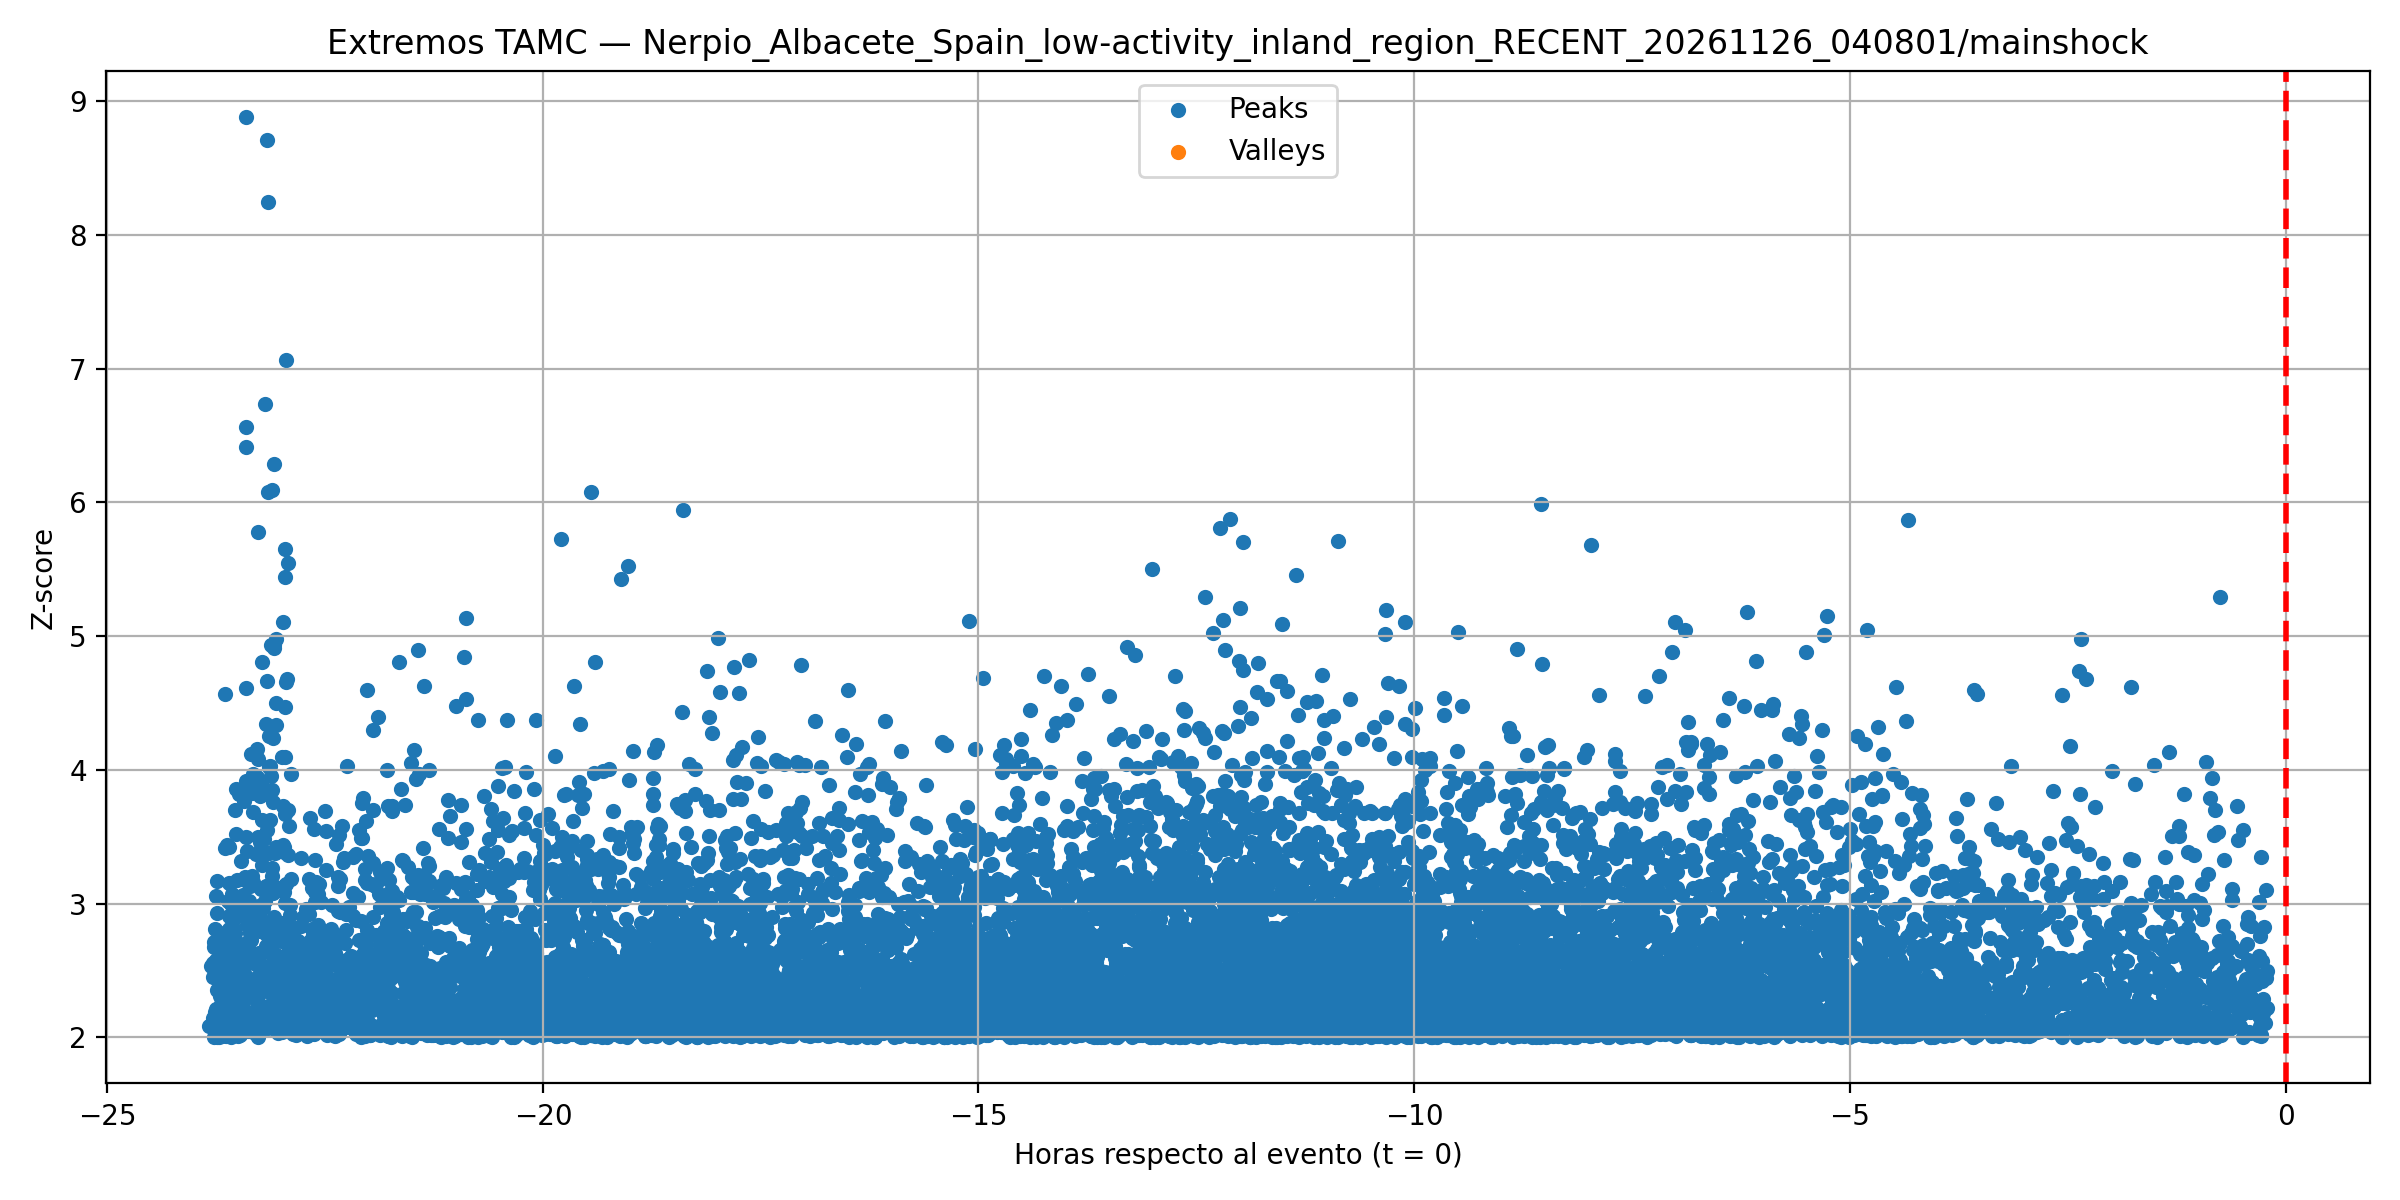 Extremos TAMC — Nerpio_Albacete_Spain_low-activity_inland_region_RECENT_20261126_040801/mainshock
Peaks
Valleys
Z-score
9
8
7
6
5
4
3
2
−25
−20
−15
−10
−5
0
Horas respecto al evento (t = 0)